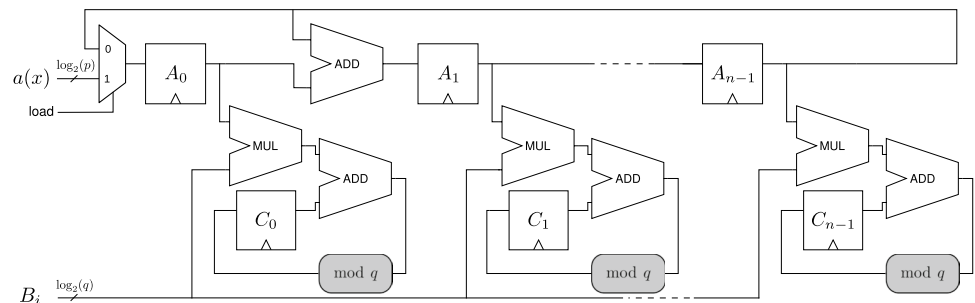 0
a(x) log₂(p) 1 A₀ ADD A₁ Aₙ₋₁
load
MUL MUL MUL
ADD ADD ADD
C₀ C₁ Cₙ₋₁
mod q mod q mod q
Bᵢ log₂(q)